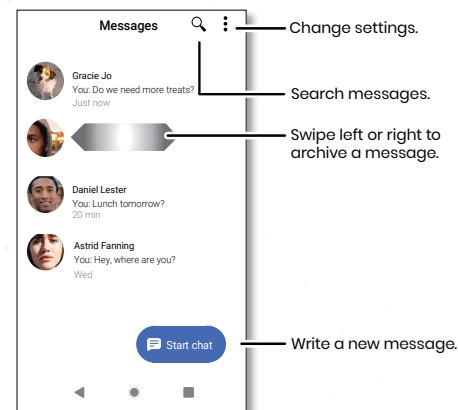 Messages
Change settings.
Gracie Jo
You: Do we need more treats?
Just now
Search messages.
Swipe left or right to
archive a message.
Daniel Lester
You: Lunch tomorrow?
20 min
Astrid Fanning
You: Hey, where are you?
Wed
Start chat
Write a new message.